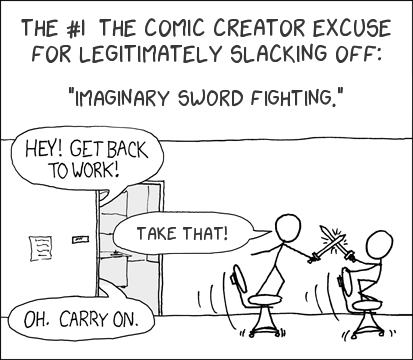 THE #1 THE COMIC CREATOR EXCUSE
FOR LEGITIMATELY SLACKING OFF:
"IMAGINARY SWORD FIGHTING."
HEY! GET BACK
TO WORK!
TAKE THAT!
OH. CARRY ON.